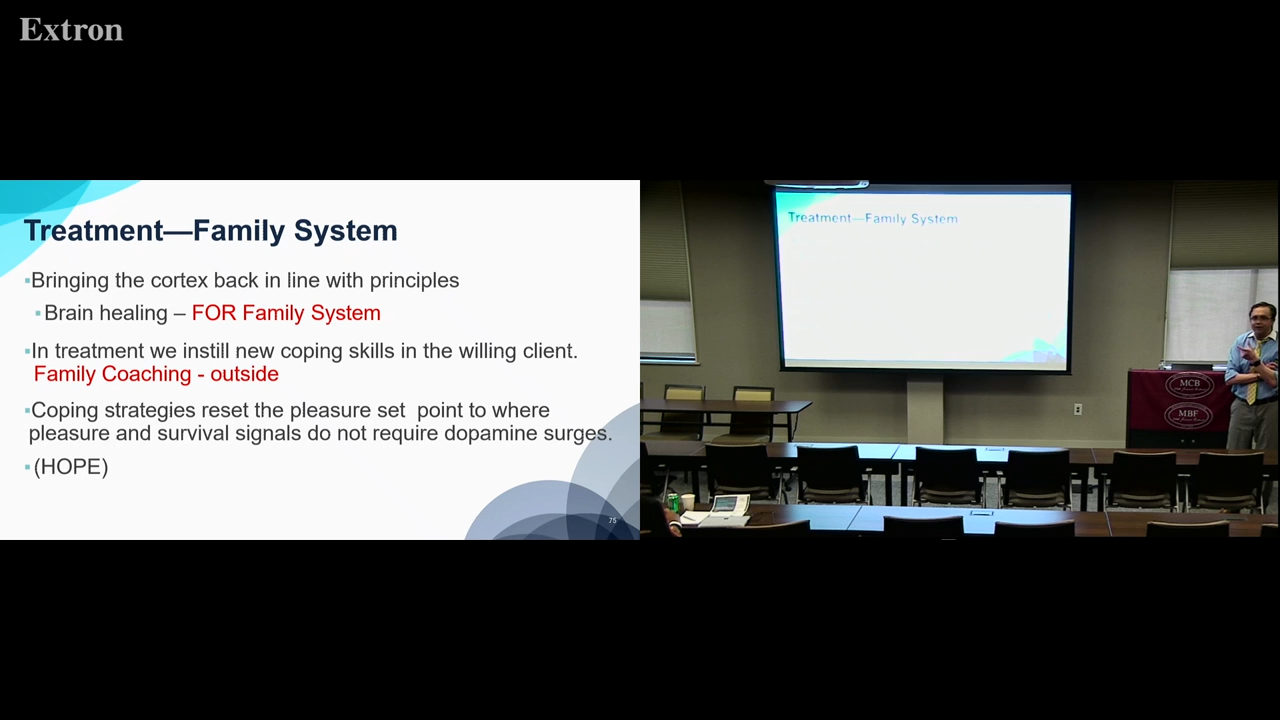 Extron
Treatment—Family System
▪Bringing the cortex back in line with principles
▪Brain healing – FOR Family System
▪In treatment we instill new coping skills in the willing client.
Family Coaching - outside
▪Coping strategies reset the pleasure set point to where
pleasure and survival signals do not require dopamine surges.
▪(HOPE)
75
Treatment—Family System
MCB
MBF